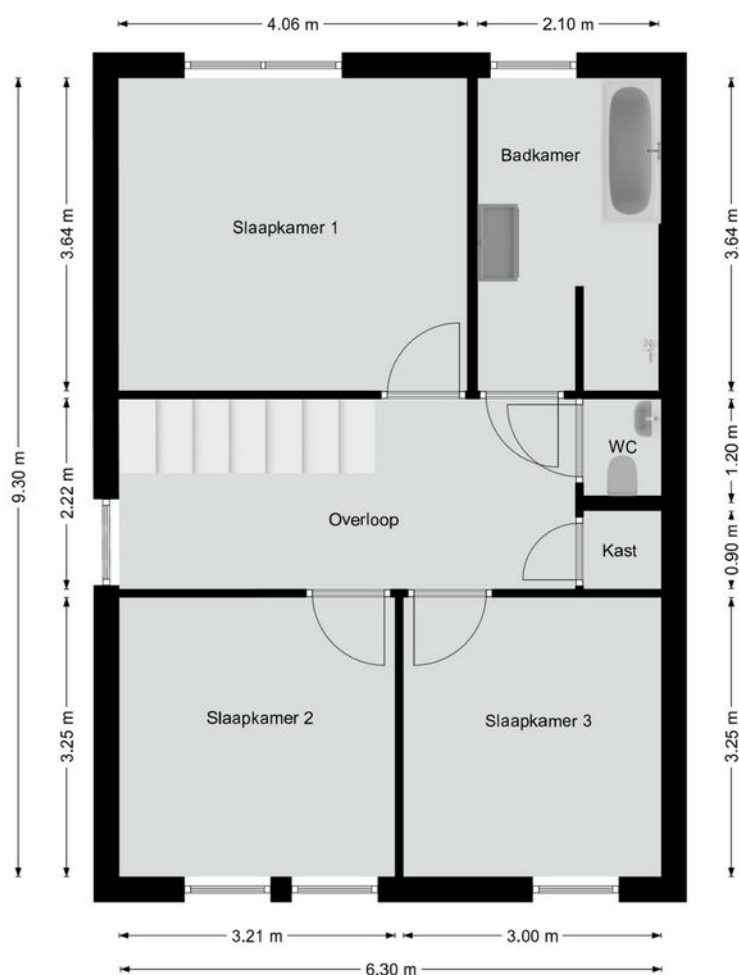 4.06 m
2.10 m
Badkamer
Slaapkamer 1
3.64 m
3.64 m
9.30 m
2.22 m
1.20 m
WC
Overloop
Kast
0.90 m
Slaapkamer 2
Slaapkamer 3
3.25 m
3.25 m
3.21 m
3.00 m
6.30 m